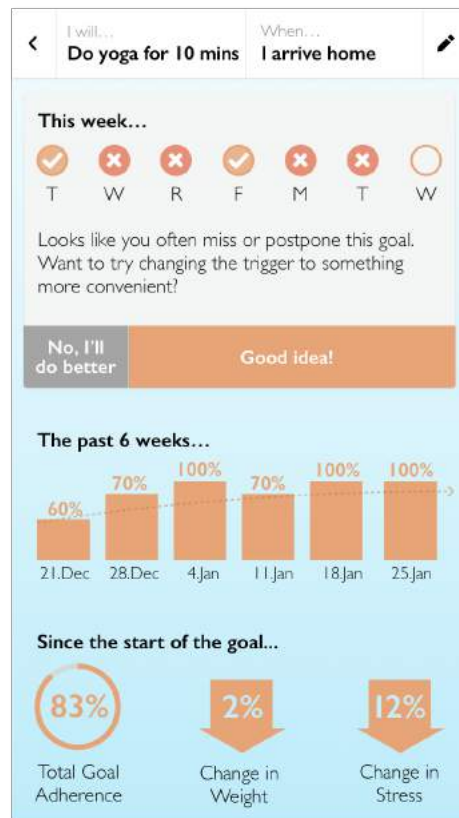 I will...
When...
Do yoga for 10 mins
I arrive home
This week...
T W R F M T W
Looks like you often miss or postpone this goal.
Want to try changing the trigger to something
more convenient?
No, I'll
do better
Good idea!
The past 6 weeks...
60% 70% 100% 70% 100% 100%
21.Dec 28.Dec 4.Jan 11.Jan 18.Jan 25.Jan
Since the start of the goal...
83% 2% 12%
Total Goal
Adherence
Change in
Weight
Change in
Stress